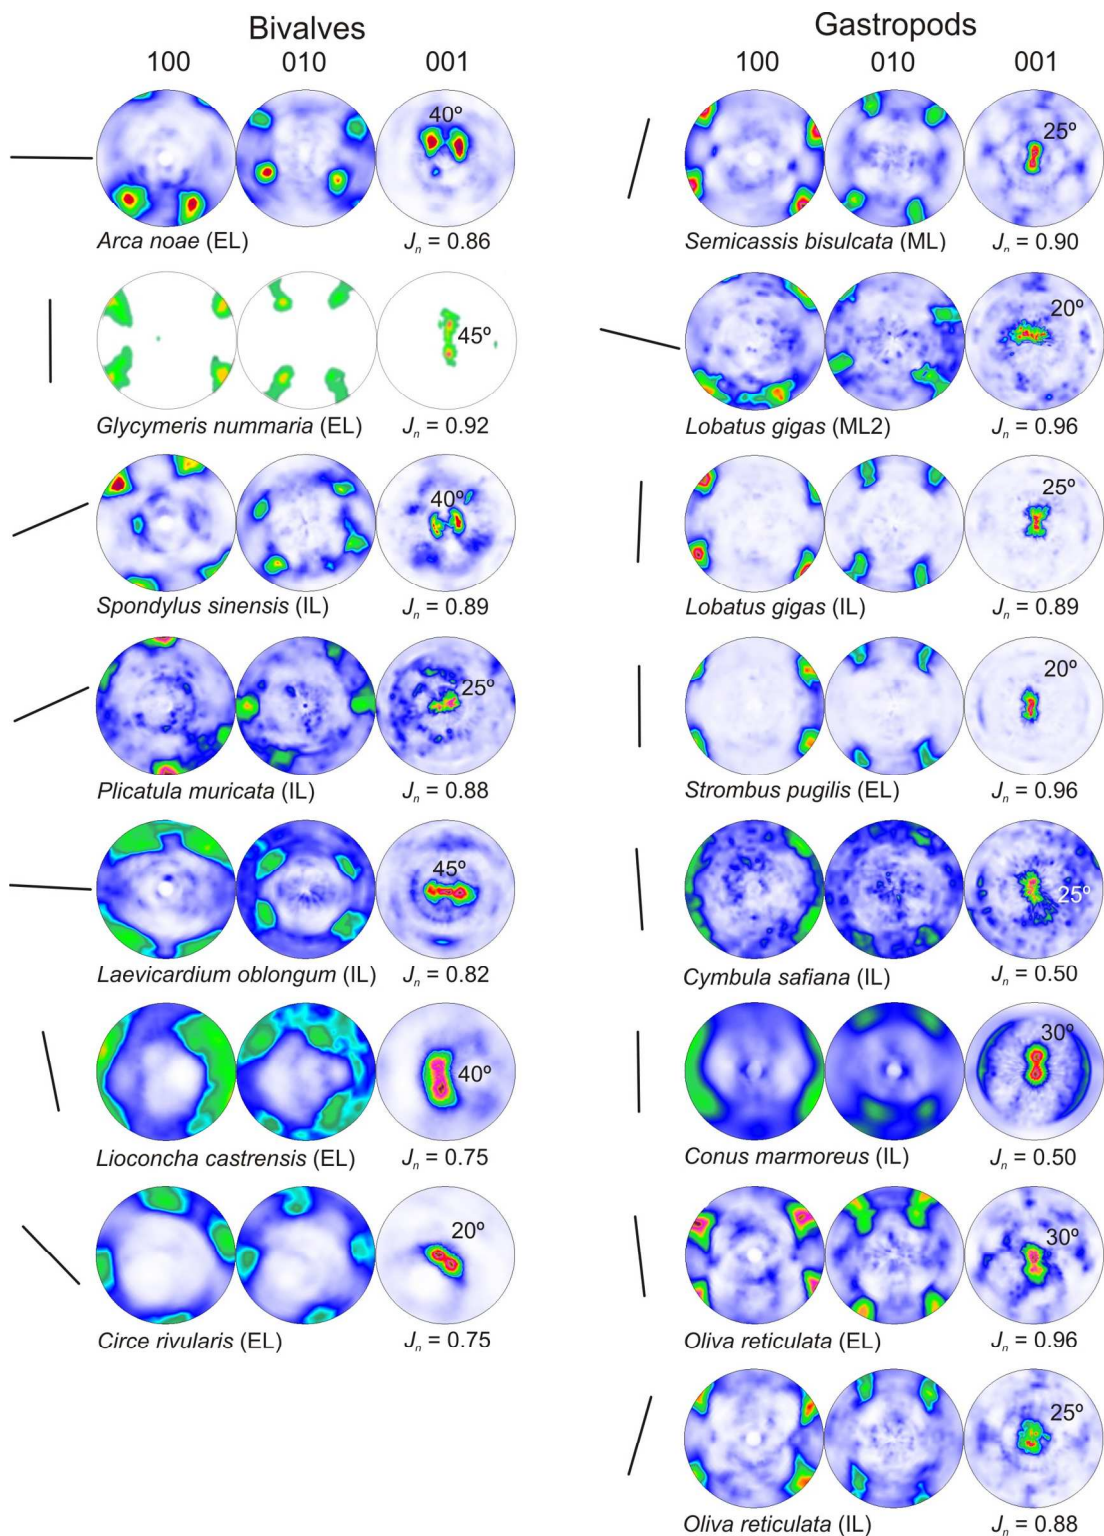 Bivalves
100 010 001
40º
Arca noae (EL) Jn = 0.86
45º
Glycymeris nummaria (EL) Jn = 0.92
40º
Spondylus sinensis (IL) Jn = 0.89
25º
Plicatula muricata (IL) Jn = 0.88
45º
Laevicardium oblongum (IL) Jn = 0.82
40º
Lioconcha castrensis (EL) Jn = 0.75
20º
Circe rivularis (EL) Jn = 0.75
Gastropods
100 010 001
25º
Semicassis bisulcata (ML) Jn = 0.90
20º
Lobatus gigas (ML2) Jn = 0.96
25º
Lobatus gigas (IL) Jn = 0.89
20º
Strombus pugilis (EL) Jn = 0.96
25º
Cymbula safiana (IL) Jn = 0.50
30º
Conus marmoreus (IL) Jn = 0.50
30º
Oliva reticulata (EL) Jn = 0.96
25º
Oliva reticulata (IL) Jn = 0.88